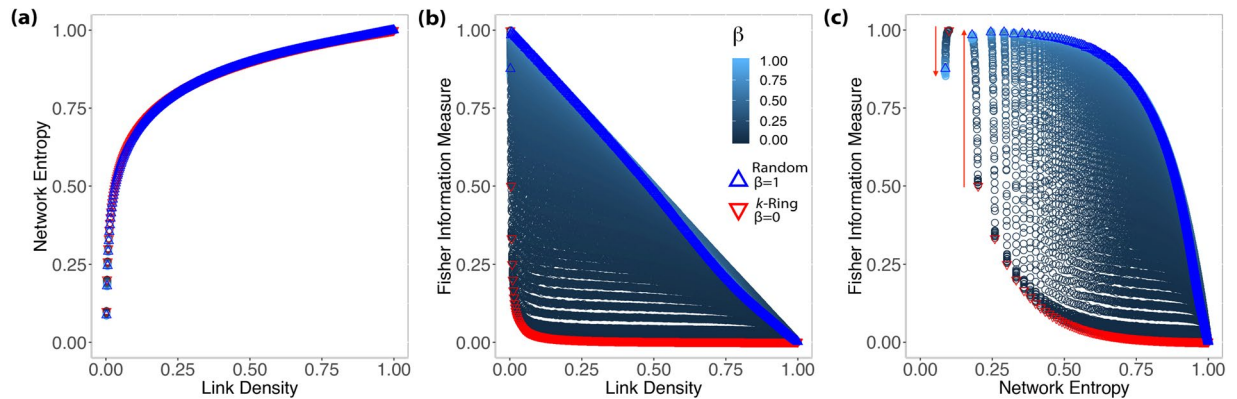 (a)
1.00
0.75
0.50
0.25
0.00
Network Entropy
0.00 0.25 0.50 0.75 1.00
Link Density
(b)
1.00
0.75
0.50
0.25
0.00
Fisher Information Measure
β
1.00
0.75
0.50
0.25
0.00
Random
β=1
k-Ring
β=0
0.00 0.25 0.50 0.75 1.00
Link Density
(c)
1.00
0.75
0.50
0.25
0.00
Fisher Information Measure
0.00 0.25 0.50 0.75 1.00
Network Entropy